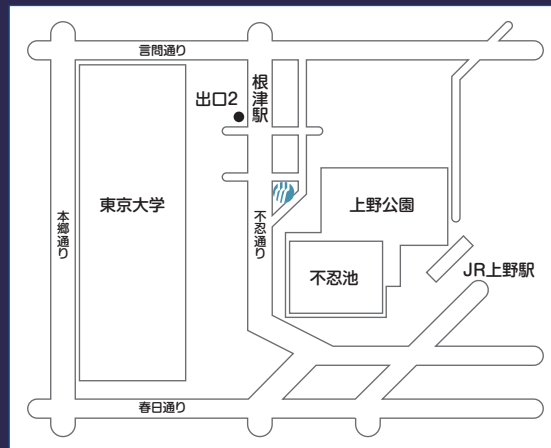 言問通り
根津駅
出口2
東京大学
本郷通り
不忍通り
上野公園
不忍池
JR上野駅
春日通り